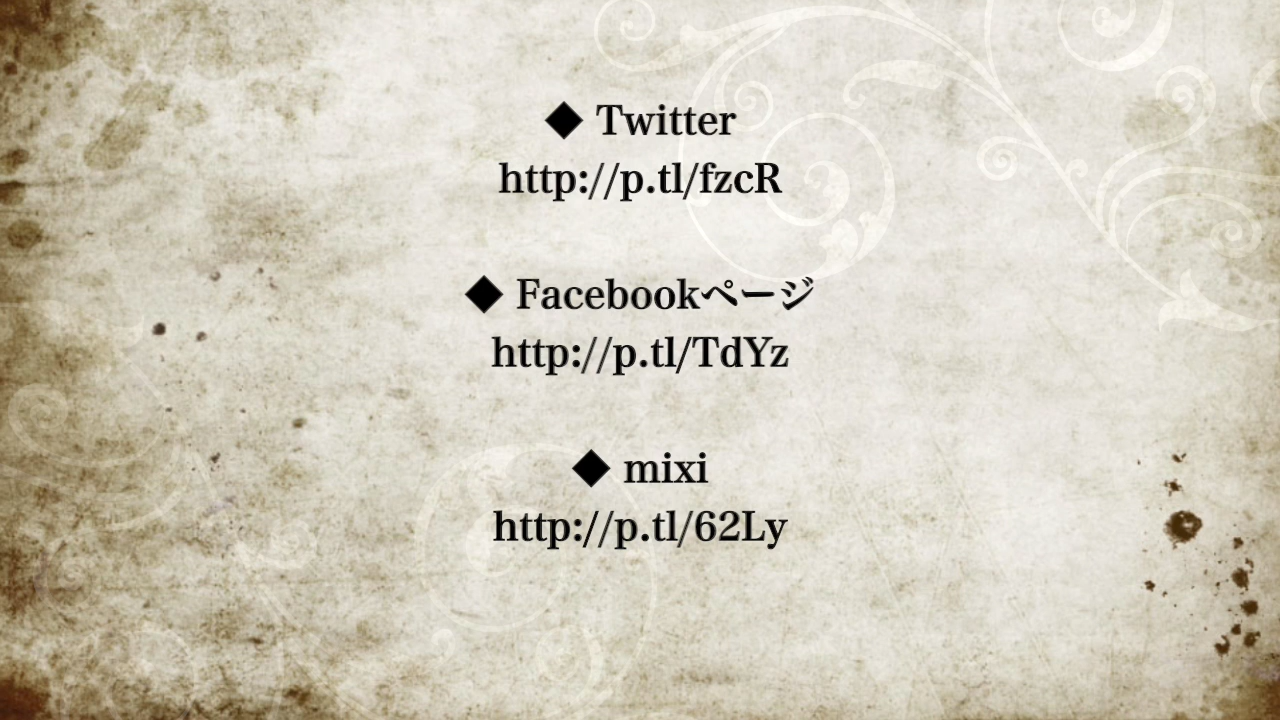 ◆ Twitter
http://p.tl/fzcR
◆ Facebookページ
http://p.tl/TdYz
◆ mixi
http://p.tl/62Ly